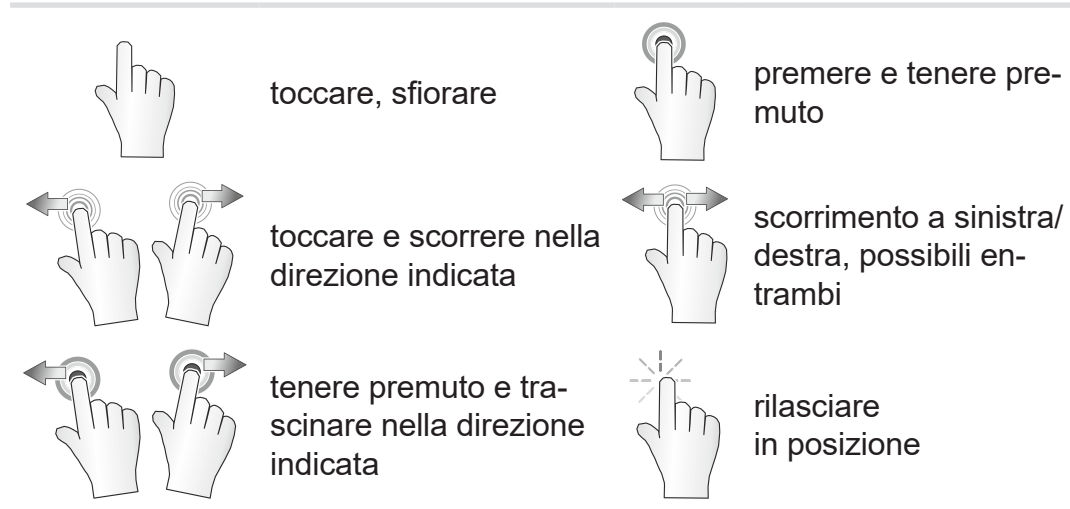 toccare, sfiorare
premere e tenere pre-
muto
toccare e scorrere nella
direzione indicata
scorrimento a sinistra/
destra, possibili en-
trambi
tenere premuto e tra-
scinare nella direzione
indicata
rilasciare
in posizione